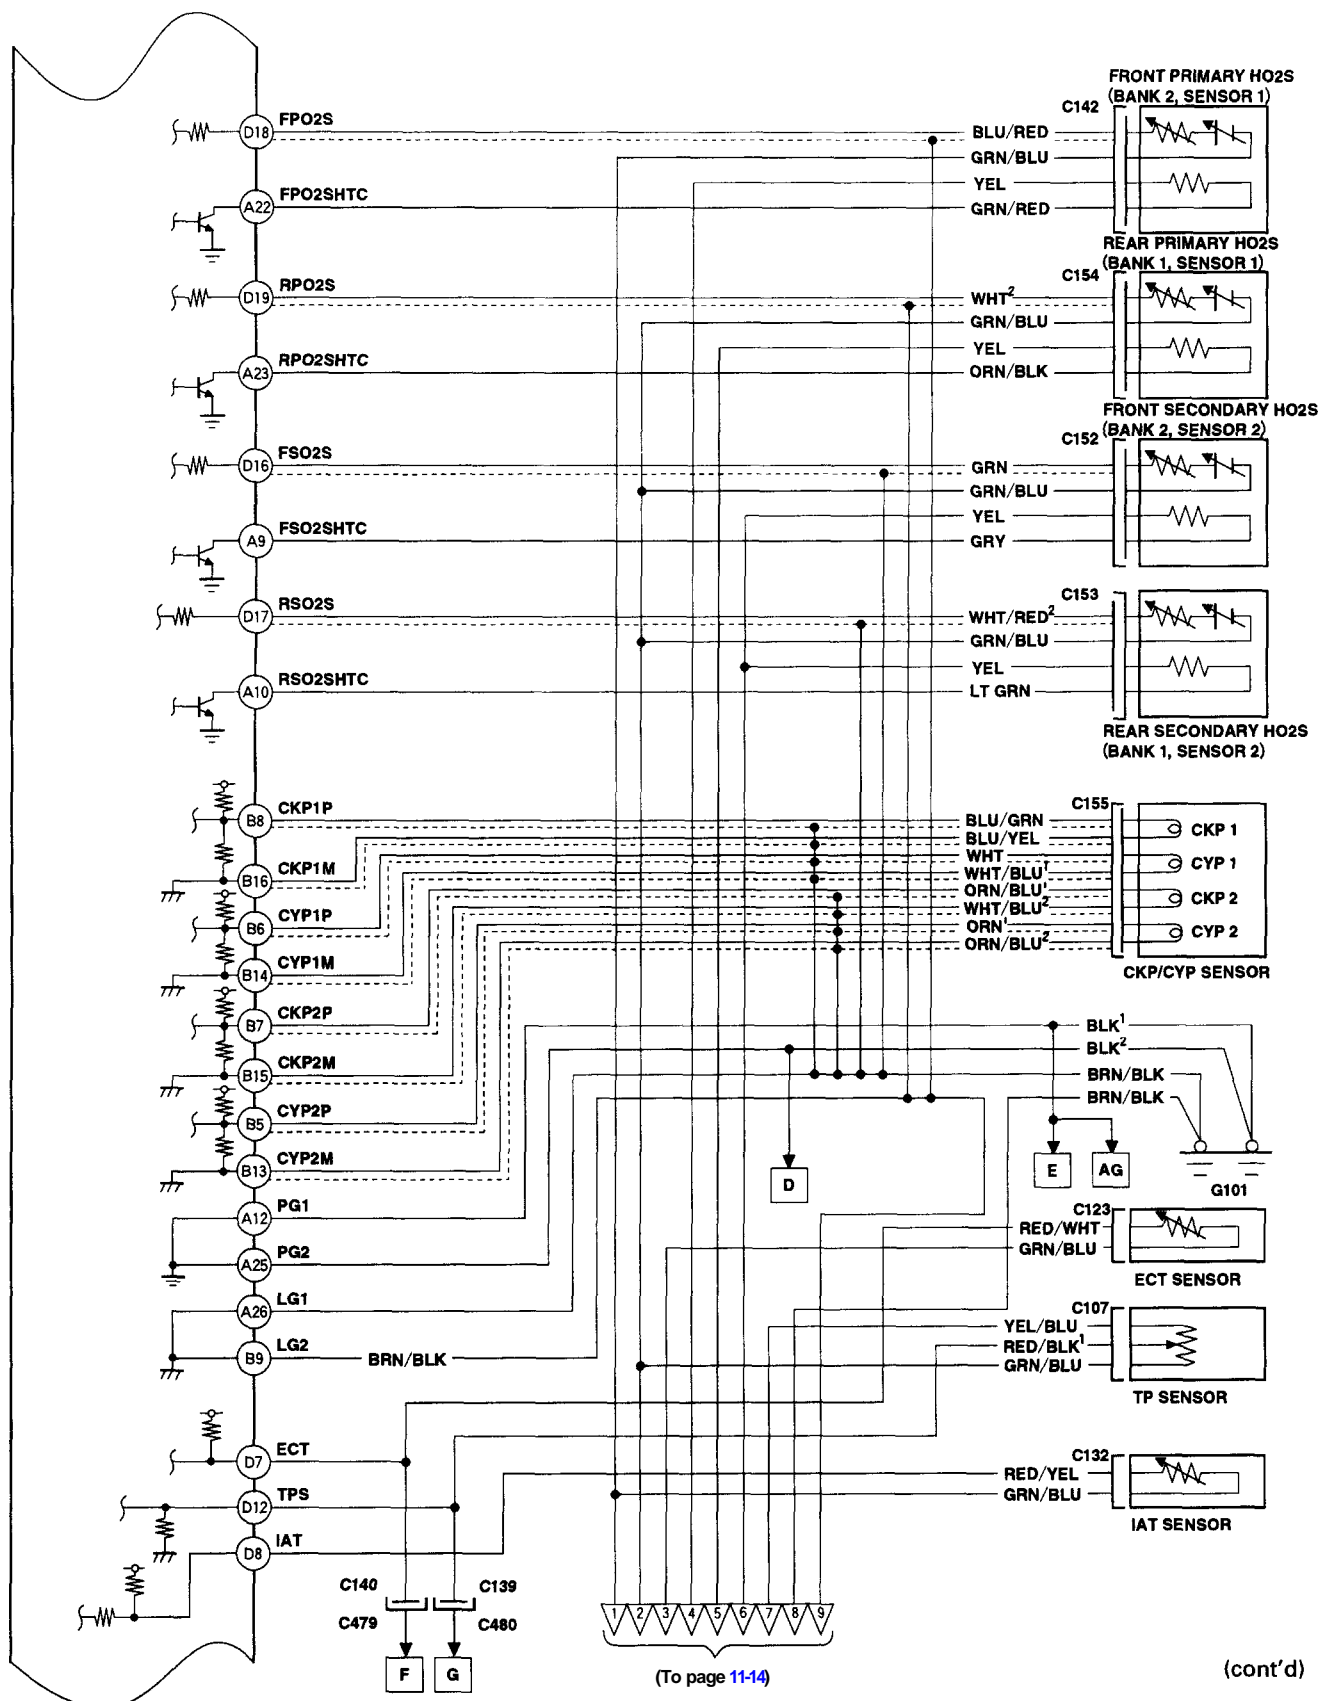 FRONT PRIMARY HO2S
(BANK 2, SENSOR 1)
C142
D18 FPO2S
BLU/RED
GRN/BLU
YEL
A22 FPO2SHTC
GRN/RED
REAR PRIMARY HO2S
(BANK 1, SENSOR 1)
C154
D19 RPO2S
WHT²
GRN/BLU
YEL
A23 RPO2SHTC
ORN/BLK
FRONT SECONDARY HO2S
(BANK 2, SENSOR 2)
C152
D16 FSO2S
GRN
GRN/BLU
YEL
A9 FSO2SHTC
GRY
C153
D17 RSO2S
WHT/RED²
GRN/BLU
YEL
A10 RSO2SHTC
LT GRN
REAR SECONDARY HO2S
(BANK 1, SENSOR 2)
C155
B8 CKP1P
BLU/GRN
BLU/YEL
WHT
WHT/BLU¹
ORN/BLU¹
WHT/BLU²
ORN¹
ORN/BLU²
CKP 1
CYP 1
CKP 2
CYP 2
CKP/CYP SENSOR
B16 CKP1M
B6 CYP1P
B14 CYP1M
B7 CKP2P
B15 CKP2M
B5 CYP2P
B13 CYP2M
BLK¹
BLK²
BRN/BLK
BRN/BLK
D
E
AG
G101
A12 PG1
A25 PG2
A26 LG1
B9 LG2
BRN/BLK
C123
RED/WHT
GRN/BLU
ECT SENSOR
C107
YEL/BLU
RED/BLK¹
GRN/BLU
TP SENSOR
D7 ECT
D12 TPS
D8 IAT
C132
RED/YEL
GRN/BLU
IAT SENSOR
C140
C139
C479
C480
F
G
1 2 3 4 5 6 7 8 9
(To page 11-14)
(cont'd)